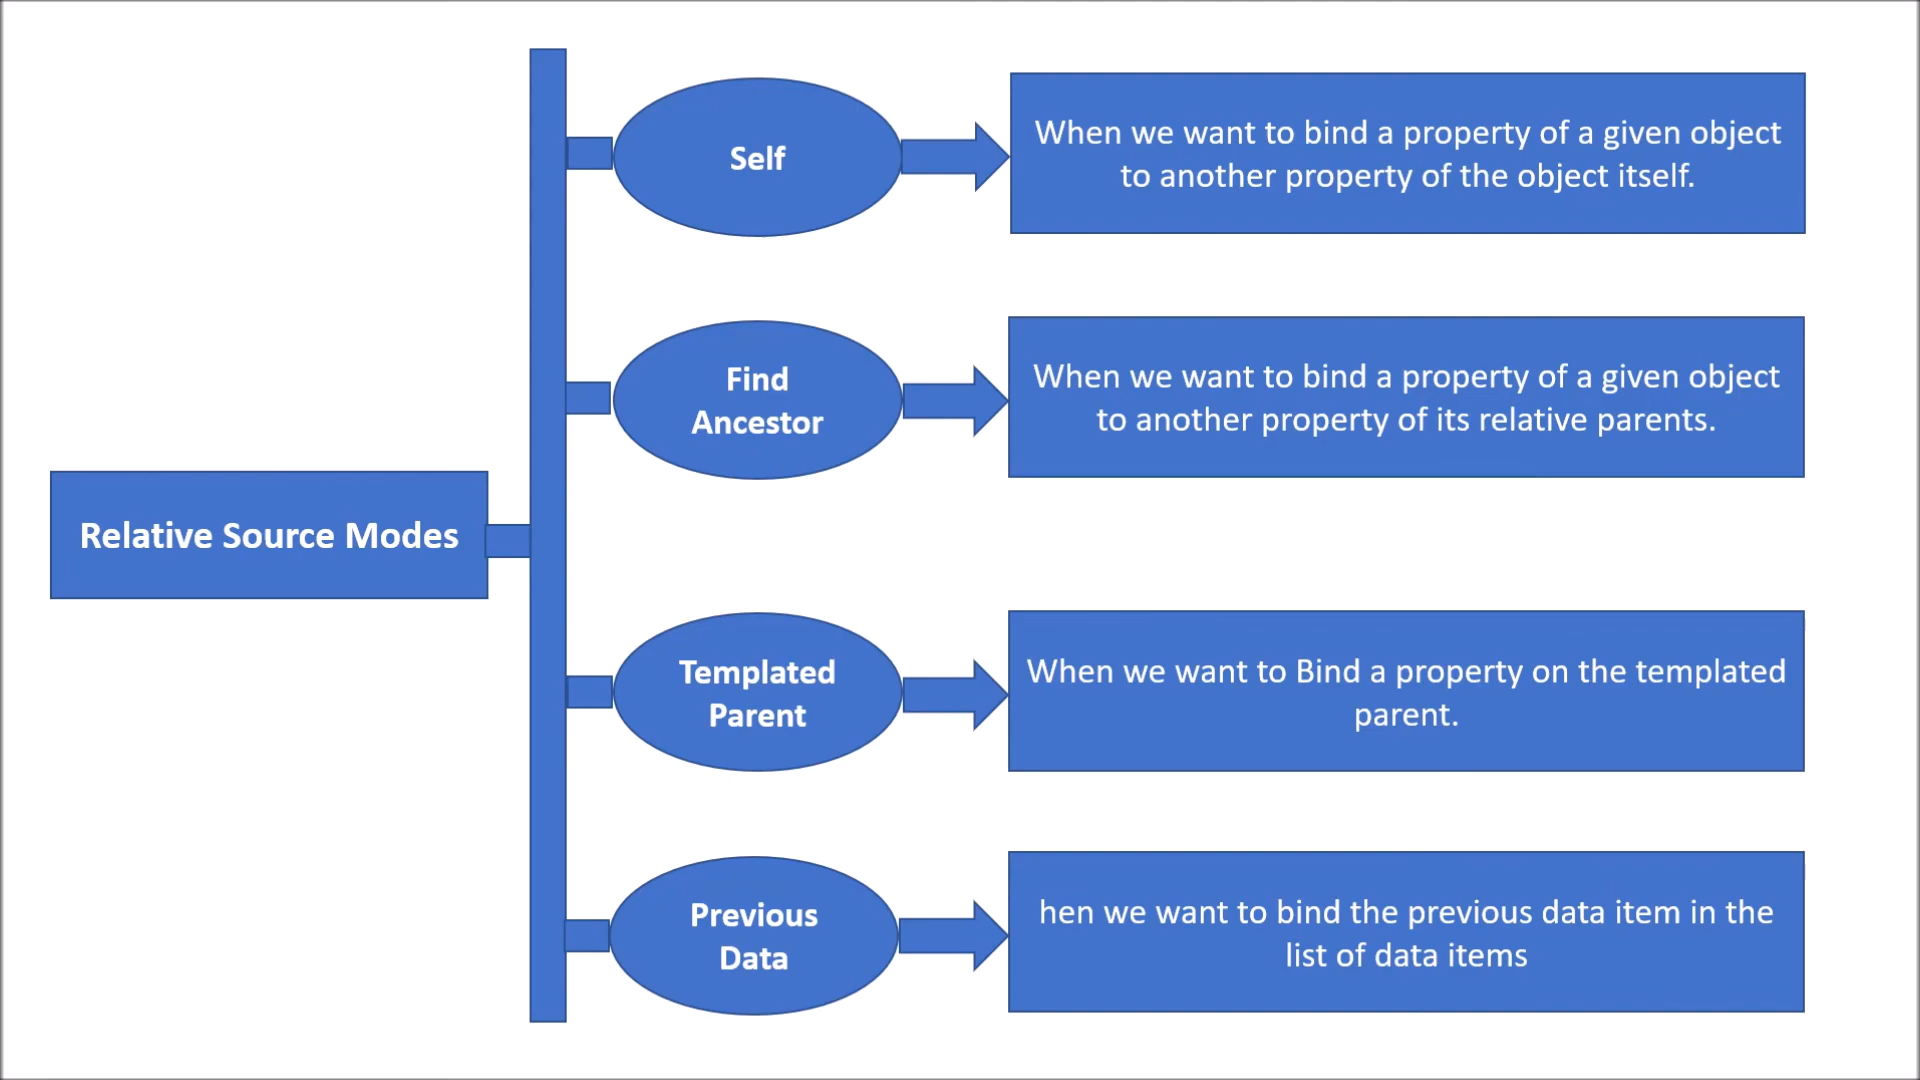 Relative Source Modes
Self
When we want to bind a property of a given object
to another property of the object itself.
Find
Ancestor
When we want to bind a property of a given object
to another property of its relative parents.
Templated
Parent
When we want to Bind a property on the templated
parent.
Previous
Data
hen we want to bind the previous data item in the
list of data items